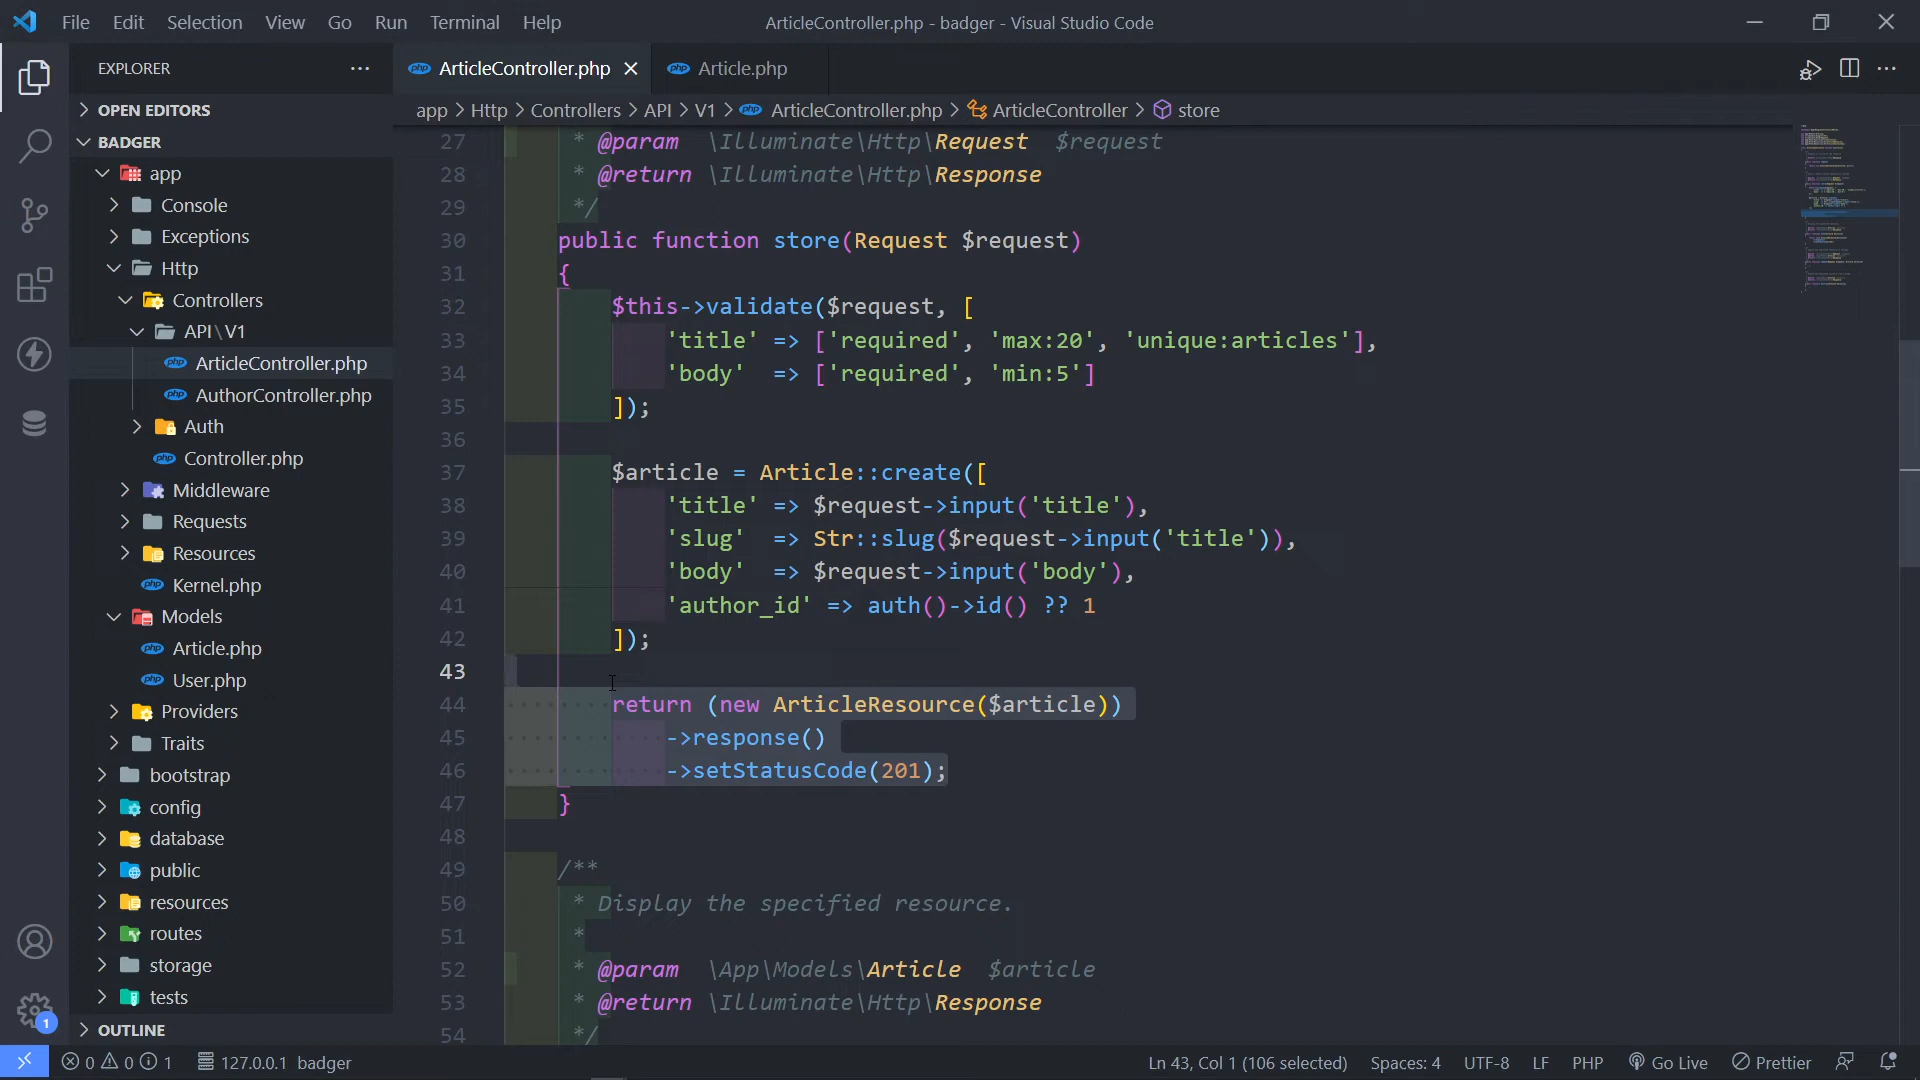 File Edit Selection View Go Run Terminal Help ArticleController.php - badger - Visual Studio Code
EXPLORER
ArticleController.php
Article.php
OPEN EDITORS
app > Http > Controllers > API > V1 > ArticleController.php > ArticleController > store
BADGER
app
Console
Exceptions
Http
Controllers
API\V1
ArticleController.php
AuthorController.php
Auth
Controller.php
Middleware
Requests
Resources
Kernel.php
Models
Article.php
User.php
Providers
Traits
bootstrap
config
database
public
resources
routes
storage
tests
OUTLINE
27 * @param \Illuminate\Http\Request $request
28 * @return \Illuminate\Http\Response
29 */
30 public function store(Request $request)
31 {
32 $this->validate($request, [
33 'title' => ['required', 'max:20', 'unique:articles'],
34 'body' => ['required', 'min:5']
35 ]);
36
37 $article = Article::create([
38 'title' => $request->input('title'),
39 'slug' => Str::slug($request->input('title')),
40 'body' => $request->input('body'),
41 'author_id' => auth()->id() ?? 1
42 ]);
43
44 return (new ArticleResource($article))
45 ->response()
46 ->setStatusCode(201);
47 }
48
49 /**
50 * Display the specified resource.
51 *
52 * @param \App\Models\Article $article
53 * @return \Illuminate\Http\Response
54 */
1
0 0 1 127.0.0.1 badger Ln 43, Col 1 (106 selected) Spaces: 4 UTF-8 LF PHP Go Live Prettier